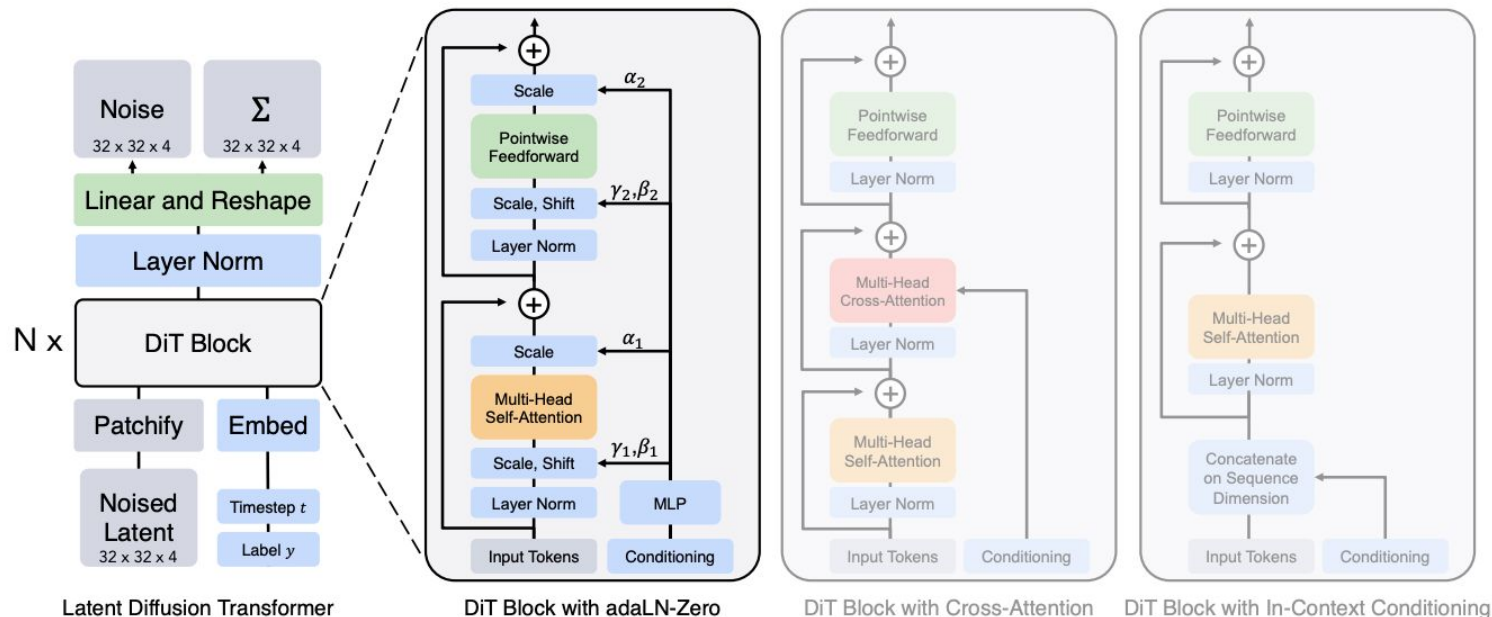 Noise
32 x 32 x 4
Σ
32 x 32 x 4
Linear and Reshape
Layer Norm
N x
DiT Block
Patchify
Embed
Noised
Latent
32 x 32 x 4
Timestep t
Label y
Latent Diffusion Transformer
+
Scale
α₂
Pointwise
Feedforward
Scale, Shift
γ₂,β₂
Layer Norm
+
Scale
α₁
Multi-Head
Self-Attention
Scale, Shift
γ₁,β₁
Layer Norm
MLP
Input Tokens
Conditioning
DiT Block with adaLN-Zero
+
Pointwise
Feedforward
Layer Norm
+
Multi-Head
Cross-Attention
Layer Norm
+
Multi-Head
Self-Attention
Layer Norm
Input Tokens
Conditioning
DiT Block with Cross-Attention
+
Pointwise
Feedforward
Layer Norm
+
Multi-Head
Self-Attention
Layer Norm
Concatenate
on Sequence
Dimension
Input Tokens
Conditioning
DiT Block with In-Context Conditioning